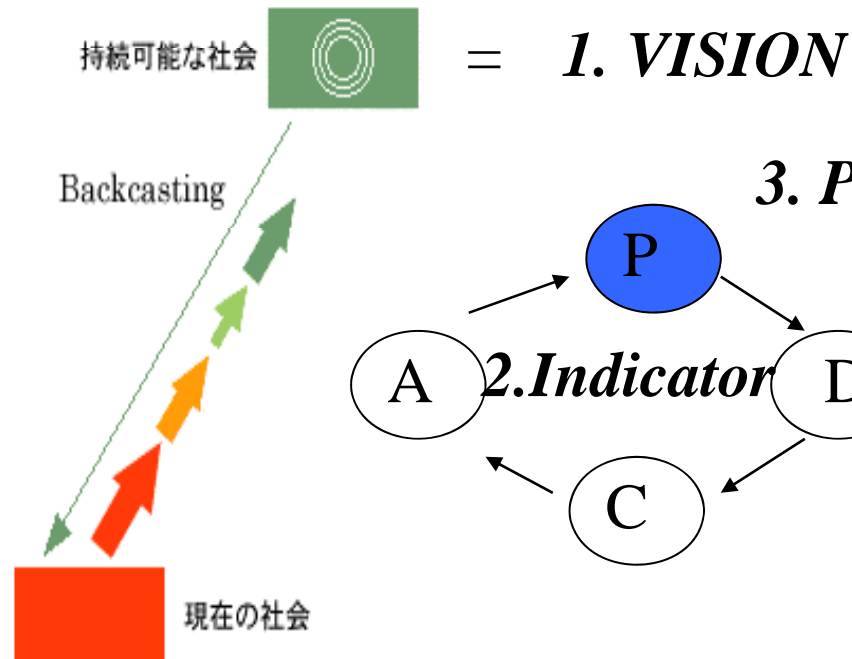 持続可能な社会 = 1. VISION
Backcasting
3. P
P
A 2.Indicator D
C
現在の社会